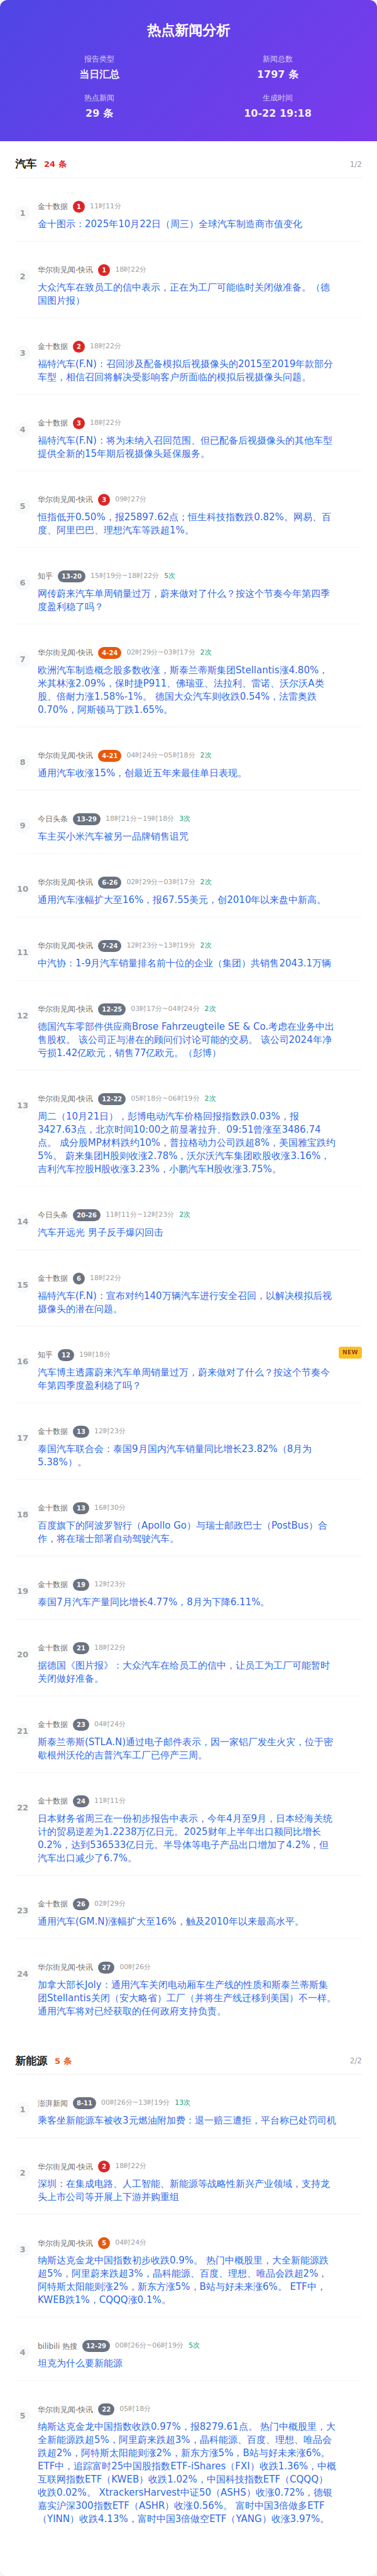 热点新闻分析
报告类型
当日汇总
新闻总数
1797 条
热点新闻
29 条
生成时间
10-22 19:18
汽车 24 条 1/2
1
金十数据 1 11时11分
金十图示：2025年10月22日（周三）全球汽车制造商市值变化
2
华尔街见闻-快讯 1 18时22分
大众汽车在致员工的信中表示，正在为工厂可能临时关闭做准备。（德
国图片报）
3
金十数据 2 18时22分
福特汽车(F.N)：召回涉及配备模拟后视摄像头的2015至2019年款部分
车型，相信召回将解决受影响客户所面临的模拟后视摄像头问题。
4
金十数据 3 18时22分
福特汽车(F.N)：将为未纳入召回范围、但已配备后视摄像头的其他车型
提供全新的15年期后视摄像头延保服务。
5
华尔街见闻-快讯 3 09时27分
恒指低开0.50%，报25897.62点；恒生科技指数跌0.82%。网易、百
度、阿里巴巴、理想汽车等跌超1%。
6
知乎 13-20 15时19分~18时22分 5次
网传蔚来汽车单周销量过万，蔚来做对了什么？按这个节奏今年第四季
度盈利稳了吗？
7
华尔街见闻-快讯 4-24 02时29分~03时17分 2次
欧洲汽车制造概念股多数收涨，斯泰兰蒂斯集团Stellantis涨4.80%，
米其林涨2.09%，保时捷P911、佛瑞亚、法拉利、雷诺、沃尔沃A类
股、倍耐力涨1.58%-1%。 德国大众汽车则收跌0.54%，法雷奥跌
0.70%，阿斯顿马丁跌1.65%。
8
华尔街见闻-快讯 4-21 04时24分~05时18分 2次
通用汽车收涨15%，创最近五年来最佳单日表现。
9
今日头条 13-29 18时21分~19时18分 3次
车主买小米汽车被另一品牌销售诅咒
10
华尔街见闻-快讯 6-26 02时29分~03时17分 2次
通用汽车涨幅扩大至16%，报67.55美元，创2010年以来盘中新高。
11
华尔街见闻-快讯 7-24 12时23分~13时19分 2次
中汽协：1-9月汽车销量排名前十位的企业（集团）共销售2043.1万辆
12
华尔街见闻-快讯 12-25 03时17分~04时24分 2次
德国汽车零部件供应商Brose Fahrzeugteile SE & Co.考虑在业务中出
售股权。 该公司正与潜在的顾问们讨论可能的交易。 该公司2024年净
亏损1.42亿欧元，销售77亿欧元。（彭博）
13
华尔街见闻-快讯 12-22 05时18分~06时19分 2次
周二（10月21日），彭博电动汽车价格回报指数跌0.03%，报
3427.63点，北京时间10:00之前显著拉升、09:51曾涨至3486.74
点。 成分股MP材料跌约10%，普拉格动力公司跌超8%，美国雅宝跌约
5%。 蔚来集团H股则收涨2.78%，沃尔沃汽车集团欧股收涨3.16%，
吉利汽车控股H股收涨3.23%，小鹏汽车H股收涨3.75%。
14
今日头条 20-26 11时11分~12时23分 2次
汽车开远光 男子反手爆闪回击
15
金十数据 6 18时22分
福特汽车(F.N)：宣布对约140万辆汽车进行安全召回，以解决模拟后视
摄像头的潜在问题。
16
知乎 12 19时18分
NEW
汽车博主透露蔚来汽车单周销量过万，蔚来做对了什么？按这个节奏今
年第四季度盈利稳了吗？
17
金十数据 13 12时23分
泰国汽车联合会：泰国9月国内汽车销量同比增长23.82%（8月为
5.38%）。
18
金十数据 13 16时30分
百度旗下的阿波罗智行（Apollo Go）与瑞士邮政巴士（PostBus）合
作，将在瑞士部署自动驾驶汽车。
19
金十数据 19 12时23分
泰国7月汽车产量同比增长4.77%，8月为下降6.11%。
20
金十数据 21 18时22分
据德国《图片报》：大众汽车在给员工的信中，让员工为工厂可能暂时
关闭做好准备。
21
金十数据 23 04时24分
斯泰兰蒂斯(STLA.N)通过电子邮件表示，因一家铝厂发生火灾，位于密
歇根州沃伦的吉普汽车工厂已停产三周。
22
金十数据 24 11时11分
日本财务省周三在一份初步报告中表示，今年4月至9月，日本经海关统
计的贸易逆差为1.2238万亿日元。2025财年上半年出口额同比增长
0.2%，达到536533亿日元。半导体等电子产品出口增加了4.2%，但
汽车出口减少了6.7%。
23
金十数据 26 02时29分
通用汽车(GM.N)涨幅扩大至16%，触及2010年以来最高水平。
24
华尔街见闻-快讯 27 00时26分
加拿大部长Joly：通用汽车关闭电动厢车生产线的性质和斯泰兰蒂斯集
团Stellantis关闭（安大略省）工厂（并将生产线迁移到美国）不一样。
通用汽车将对已经获取的任何政府支持负责。
新能源 5 条 2/2
1
澎湃新闻 8-11 00时26分~13时19分 13次
乘客坐新能源车被收3元燃油附加费：退一赔三遭拒，平台称已处罚司机
2
华尔街见闻-快讯 2 18时22分
深圳：在集成电路、人工智能、新能源等战略性新兴产业领域，支持龙
头上市公司等开展上下游并购重组
3
华尔街见闻-快讯 5 04时24分
纳斯达克金龙中国指数初步收跌0.9%。 热门中概股里，大全新能源跌
超5%，阿里蔚来跌超3%，晶科能源、百度、理想、唯品会跌超2%，
阿特斯太阳能则涨2%，新东方涨5%，B站与好未来涨6%。 ETF中，
KWEB跌1%，CQQQ涨0.1%。
4
bilibili 热搜 12-29 00时26分~06时19分 5次
坦克为什么要新能源
5
华尔街见闻-快讯 22 05时18分
纳斯达克金龙中国指数收跌0.97%，报8279.61点。 热门中概股里，大
全新能源跌超5%，阿里蔚来跌超3%，晶科能源、百度、理想、唯品会
跌超2%，阿特斯太阳能则涨2%，新东方涨5%，B站与好未来涨6%。
ETF中，追踪富时25中国股指数ETF-iShares（FXI）收跌1.36%，中概
互联网指数ETF（KWEB）收跌1.02%，中国科技指数ETF（CQQQ）
收跌0.02%。 XtrackersHarvest中证50（ASHS）收涨0.72%，德银
嘉实沪深300指数ETF（ASHR）收涨0.56%。 富时中国3倍做多ETF
（YINN）收跌4.13%，富时中国3倍做空ETF（YANG）收涨3.97%。